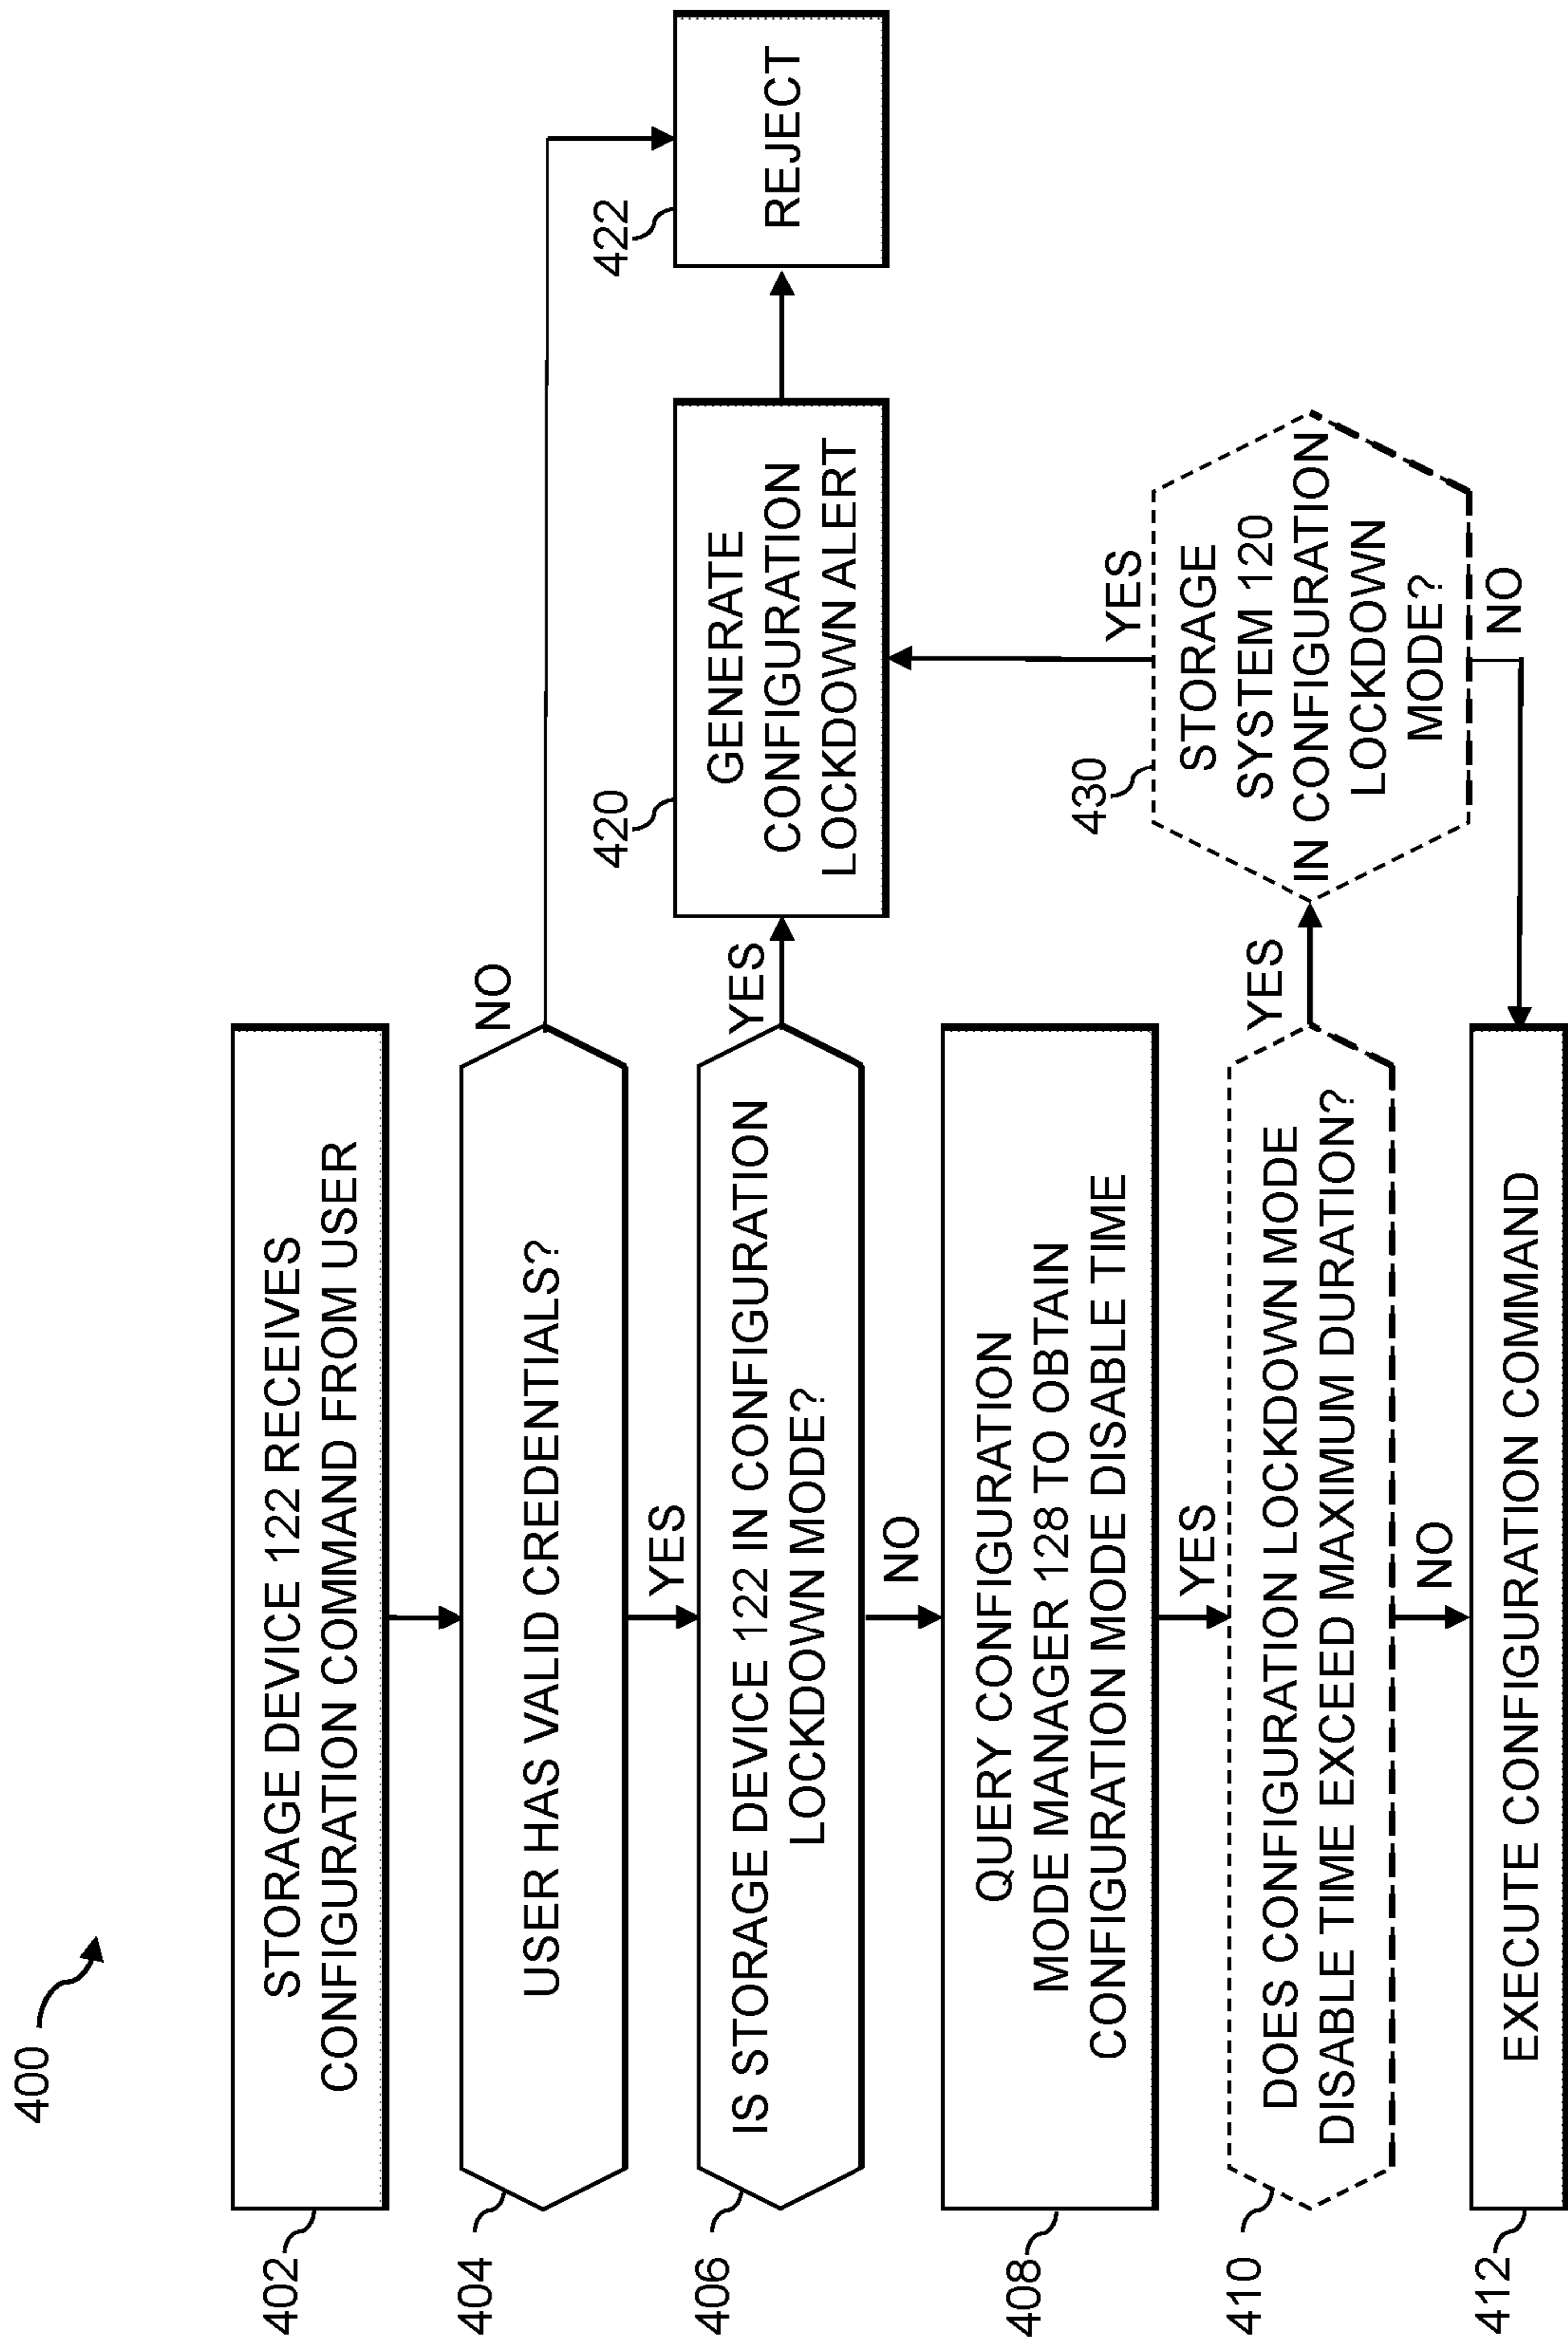 400
402
STORAGE DEVICE 122 RECEIVES
CONFIGURATION COMMAND FROM USER
404
USER HAS VALID CREDENTIALS?
NO
YES
406
IS STORAGE DEVICE 122 IN CONFIGURATION
LOCKDOWN MODE?
YES
NO
420
GENERATE
CONFIGURATION
LOCKDOWN ALERT
422
REJECT
408
QUERY CONFIGURATION
MODE MANAGER 128 TO OBTAIN
CONFIGURATION MODE DISABLE TIME
YES
410
DOES CONFIGURATION LOCKDOWN MODE
DISABLE TIME EXCEED MAXIMUM DURATION?
YES
NO
430
STORAGE
SYSTEM 120
IN CONFIGURATION
LOCKDOWN
MODE?
YES
NO
412
EXECUTE CONFIGURATION COMMAND